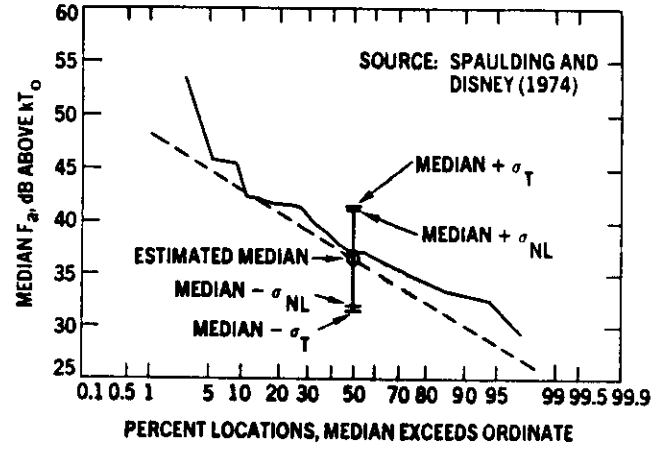 60
55
50
45
40
35
30
25
MEDIAN Fa, dB ABOVE kTo
SOURCE: SPAULDING AND
DISNEY (1974)
MEDIAN + σT
MEDIAN + σNL
ESTIMATED MEDIAN
MEDIAN − σNL
MEDIAN − σT
0.1 0.5 1 5 10 20 30 50 70 80 90 95 99 99.5 99.9
PERCENT LOCATIONS, MEDIAN EXCEEDS ORDINATE